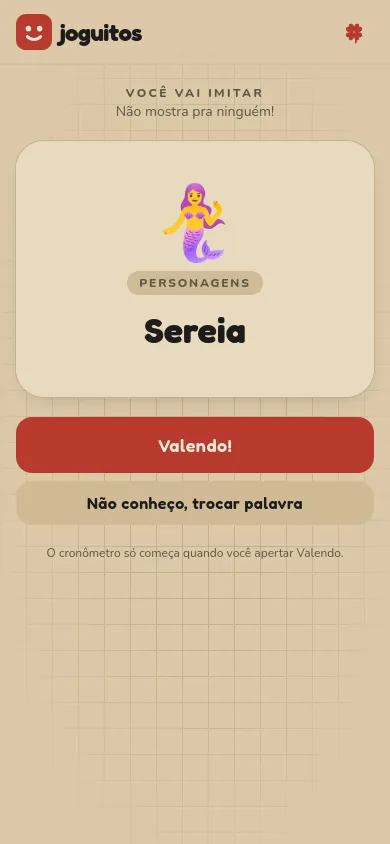 joguitos
VOCÊ VAI IMITAR
Não mostra pra ninguém!
PERSONAGENS
Sereia
Valendo!
Não conheço, trocar palavra
O cronômetro só começa quando você apertar Valendo.